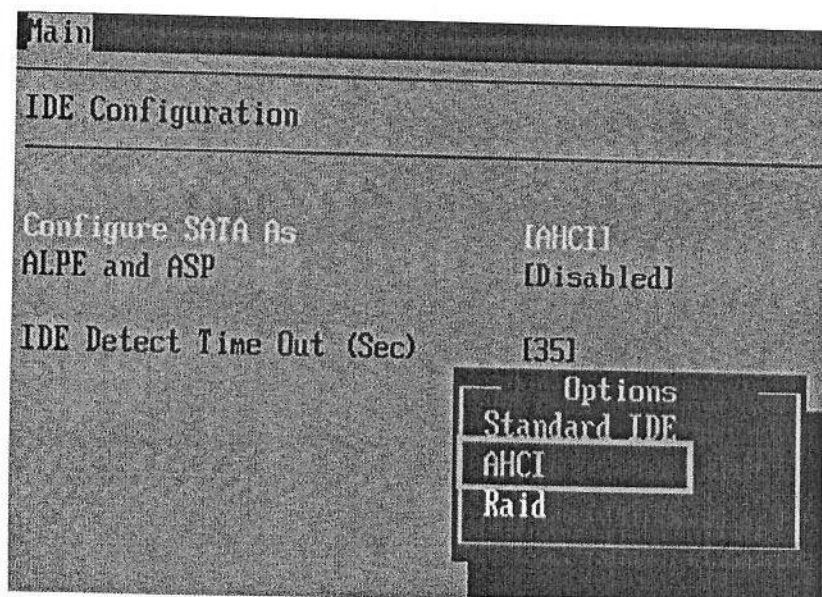 Main
IDE Configuration
Configure SATA As [AHCI]
ALPE and ASP [Disabled]
IDE Detect Time Out (Sec) [35]
Options
Standard IDE
AHCI
Raid